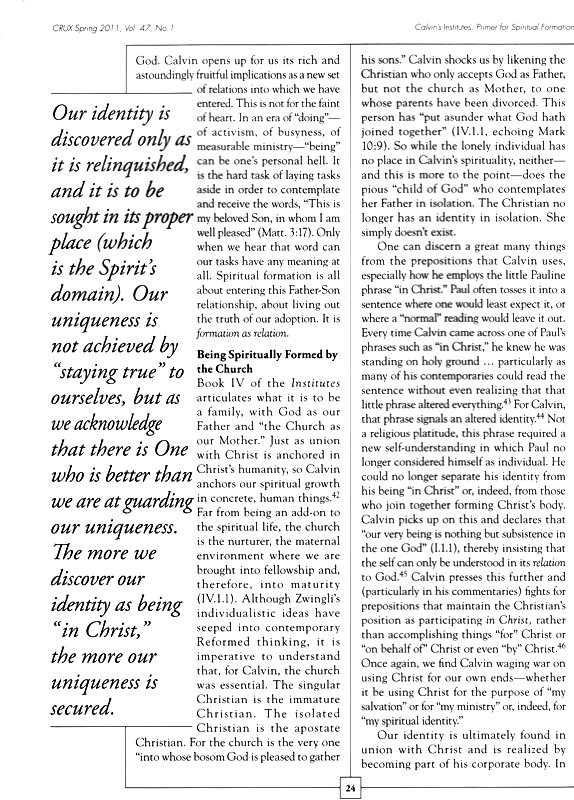 CRUX Spring 2011, Vol. 47, No.1
Calvin's Institutes: Primer for Spiritual Formation
Our identity is
discovered only as
it is relinquished,
and it is to be
sought in its proper
place (which
is the Spirit's
domain). Our
uniqueness is
not achieved by
"staying true" to
ourselves, but as
we acknowledge
that there is One
who is better than
we are at guarding
our uniqueness.
The more we
discover our
identity as being
"in Christ,"
the more our
uniqueness is
secured.
God. Calvin opens up for us its rich and
astoundingly fruitful implications as a new set
of relations into which we have
entered. This is not for the faint
of heart. In an era of "doing"—
of activism, of busyness, of
measurable ministry—"being"
can be one's personal hell. It
is the hard task of laying tasks
aside in order to contemplate
and receive the words, "This is
my beloved Son, in whom I am
well pleased" (Matt. 3:17). Only
when we hear that word can
our tasks have any meaning at
all. Spiritual formation is all
about entering this Father-Son
relationship, about living out
the truth of our adoption. It is
formation as relation.
Being Spiritually Formed by
the Church
Book IV of the Institutes
articulates what it is to be
a family, with God as our
Father and "the Church as
our Mother." Just as union
with Christ is anchored in
Christ's humanity, so Calvin
anchors our spiritual growth
in concrete, human things.42
Far from being an add-on to
the spiritual life, the church
is the nurturer, the maternal
environment where we are
brought into fellowship and,
therefore, into maturity
(IV.1.1). Although Zwingli's
individualistic ideas have
seeped into contemporary
Reformed thinking, it is
imperative to understand
that, for Calvin, the church
was essential. The singular
Christian is the immature
Christian. The isolated
Christian is the apostate
Christian. For the church is the very one
"into whose bosom God is pleased to gather
his sons." Calvin shocks us by likening the
Christian who only accepts God as Father,
but not the church as Mother, to one
whose parents have been divorced. This
person has "put asunder what God hath
joined together" (IV.1.1, echoing Mark
10:9). So while the lonely individual has
no place in Calvin's spirituality, neither—
and this is more to the point—does the
pious "child of God" who contemplates
her Father in isolation. The Christian no
longer has an identity in isolation. She
simply doesn't exist.
One can discern a great many things
from the prepositions that Calvin uses,
especially how he employs the little Pauline
phrase "in Christ." Paul often tosses it into a
sentence where one would least expect it, or
where a "normal" reading would leave it out.
Every time Calvin came across one of Paul's
phrases such as "in Christ," he knew he was
standing on holy ground ... particularly as
many of his contemporaries could read the
sentence without even realizing that that
little phrase altered everything.43 For Calvin,
that phrase signals an altered identity.44 Not
a religious platitude, this phrase required a
new self-understanding in which Paul no
longer considered himself as individual. He
could no longer separate his identity from
his being "in Christ" or, indeed, from those
who join together forming Christ's body.
Calvin picks up on this and declares that
"our very being is nothing but subsistence in
the one God" (I.1.1), thereby insisting that
the self can only be understood in its relation
to God.45 Calvin presses this further and
(particularly in his commentaries) fights for
prepositions that maintain the Christian's
position as participating in Christ, rather
than accomplishing things "for" Christ or
"on behalf of" Christ or even "by" Christ.46
Once again, we find Calvin waging war on
using Christ for our own ends—whether
it be using Christ for the purpose of "my
salvation" or for "my ministry" or, indeed, for
"my spiritual identity."
Our identity is ultimately found in
union with Christ and is realized by
becoming part of his corporate body. In
24